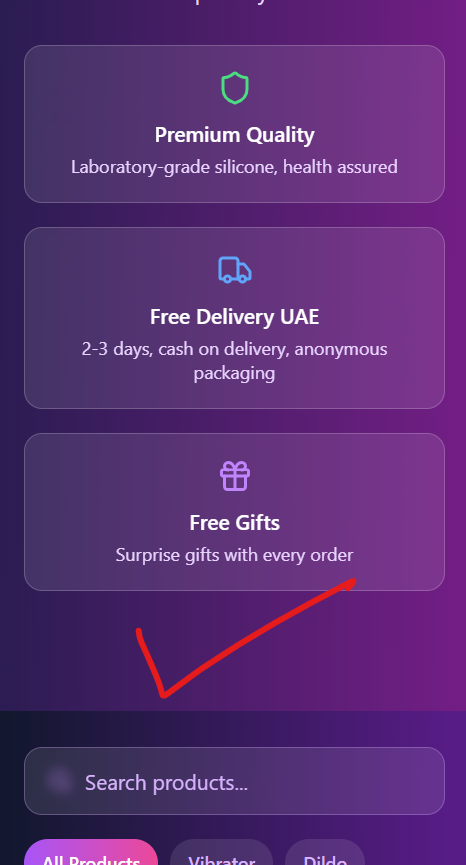 Premium Quality
Laboratory-grade silicone, health assured
Free Delivery UAE
2-3 days, cash on delivery, anonymous
packaging
Free Gifts
Surprise gifts with every order
Search products...
All Products
Vibrator
Dildo